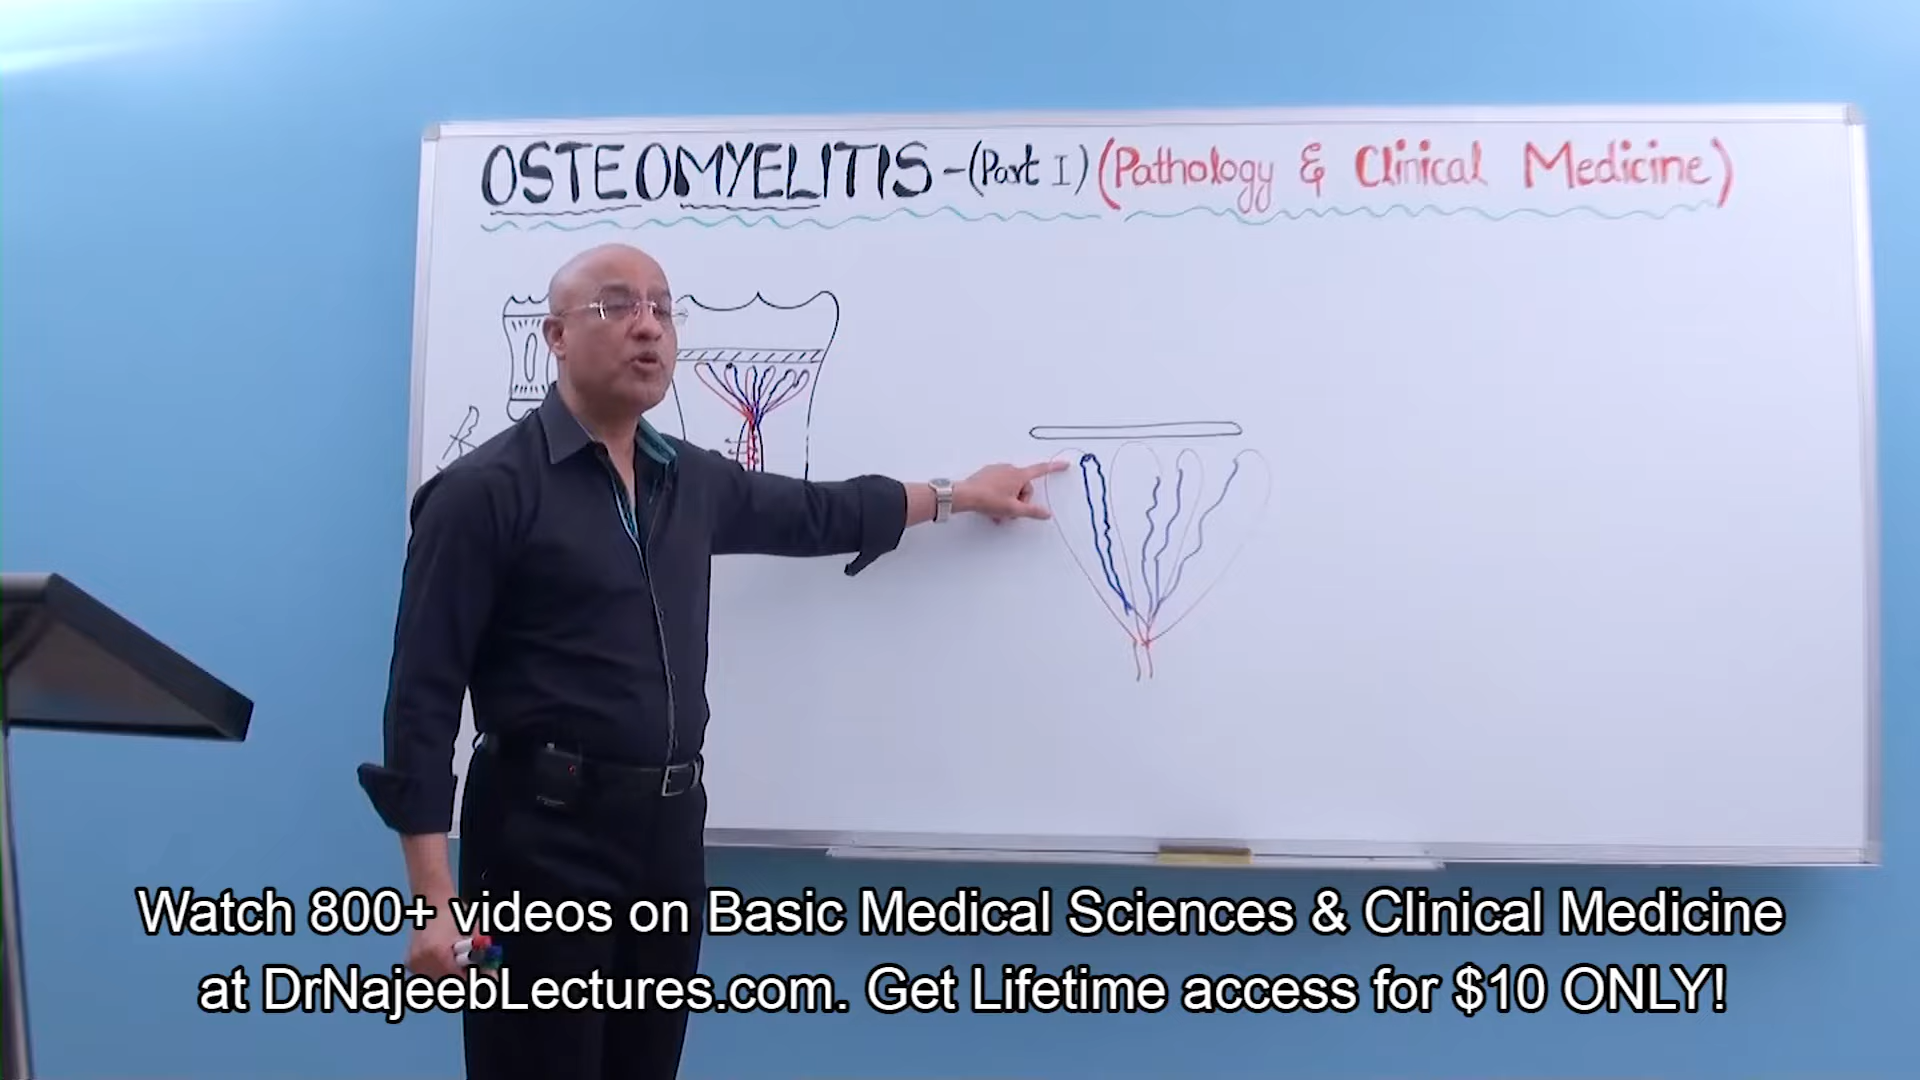 OSTEOMYELITIS - (Part I) (Pathology & Clinical Medicine)
Watch 800+ videos on Basic Medical Sciences & Clinical Medicine
at DrNajeebLectures.com. Get Lifetime access for $10 ONLY!